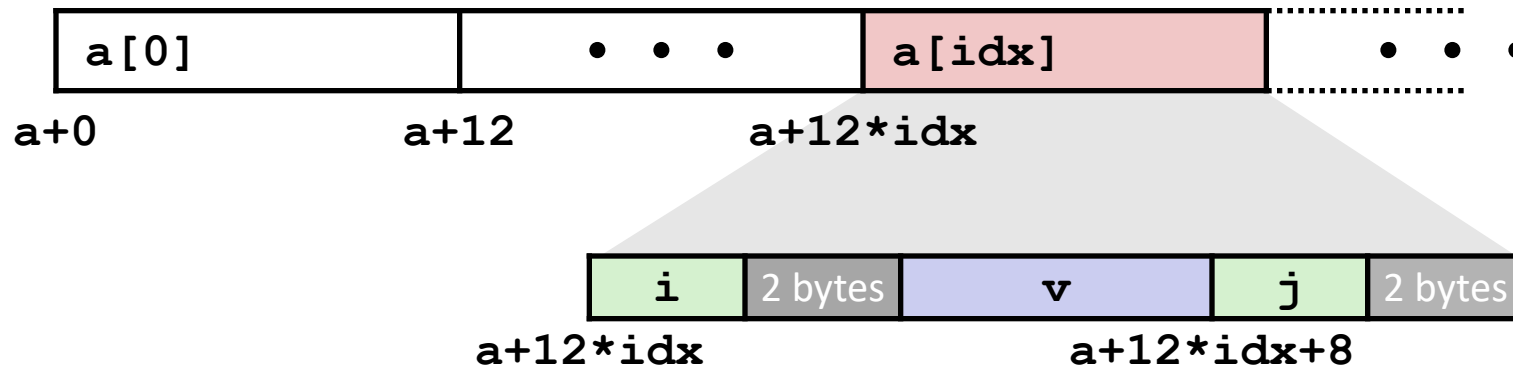 a[0] • • • a[idx] • • •
a+0 a+12 a+12*idx
i 2 bytes v j 2 bytes
a+12*idx a+12*idx+8